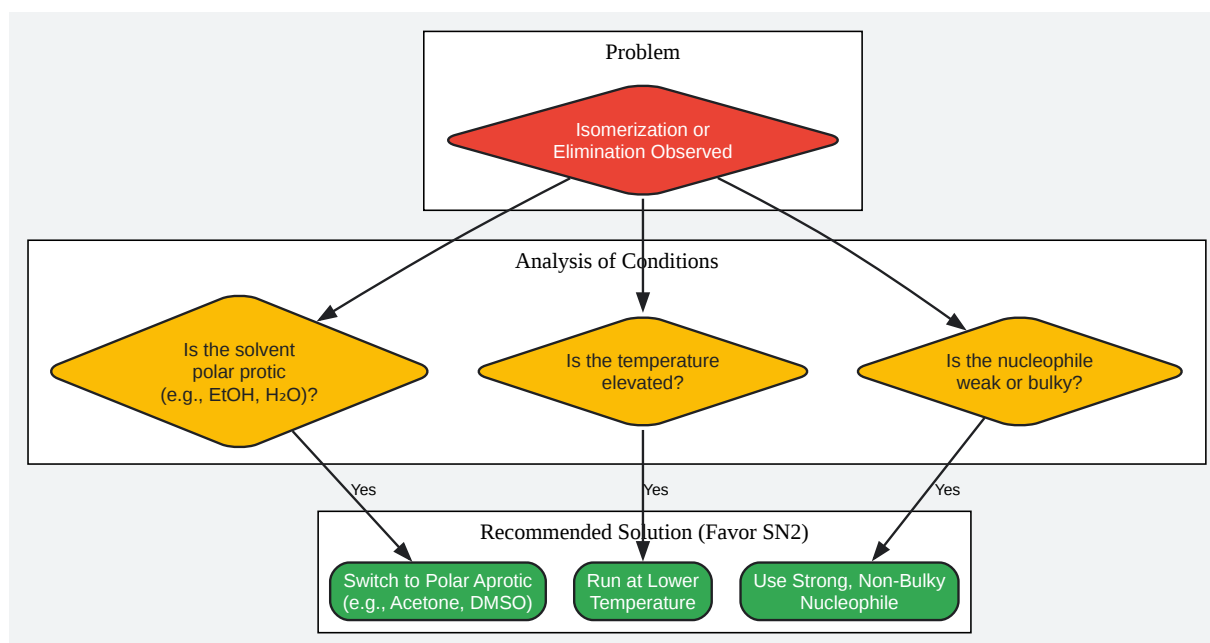 Problem
Isomerization or
Elimination Observed
Analysis of Conditions
Is the solvent
polar protic
(e.g., EtOH, H₂O)?
Is the temperature
elevated?
Is the nucleophile
weak or bulky?
Yes
Yes
Yes
Recommended Solution (Favor SN2)
Switch to Polar Aprotic
(e.g., Acetone, DMSO)
Run at Lower
Temperature
Use Strong, Non-Bulky
Nucleophile